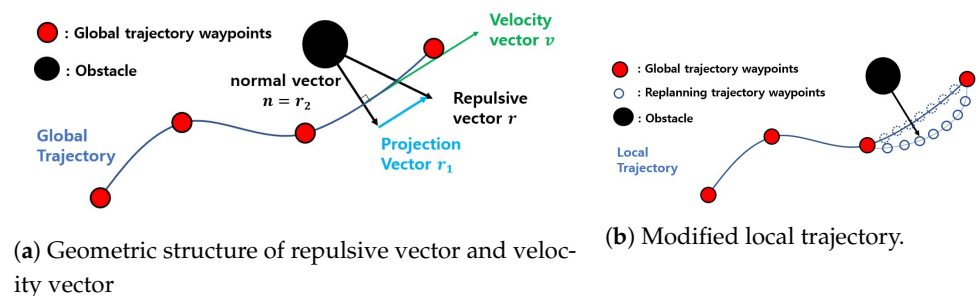 : Global trajectory waypoints
: Obstacle
Velocity
vector v
normal vector
n = r₂
Repulsive
vector r
Global
Trajectory
Projection
Vector r₁
(a) Geometric structure of repulsive vector and veloc-
ity vector
: Global trajectory waypoints
: Replanning trajectory waypoints
: Obstacle
Local
Trajectory
(b) Modified local trajectory.